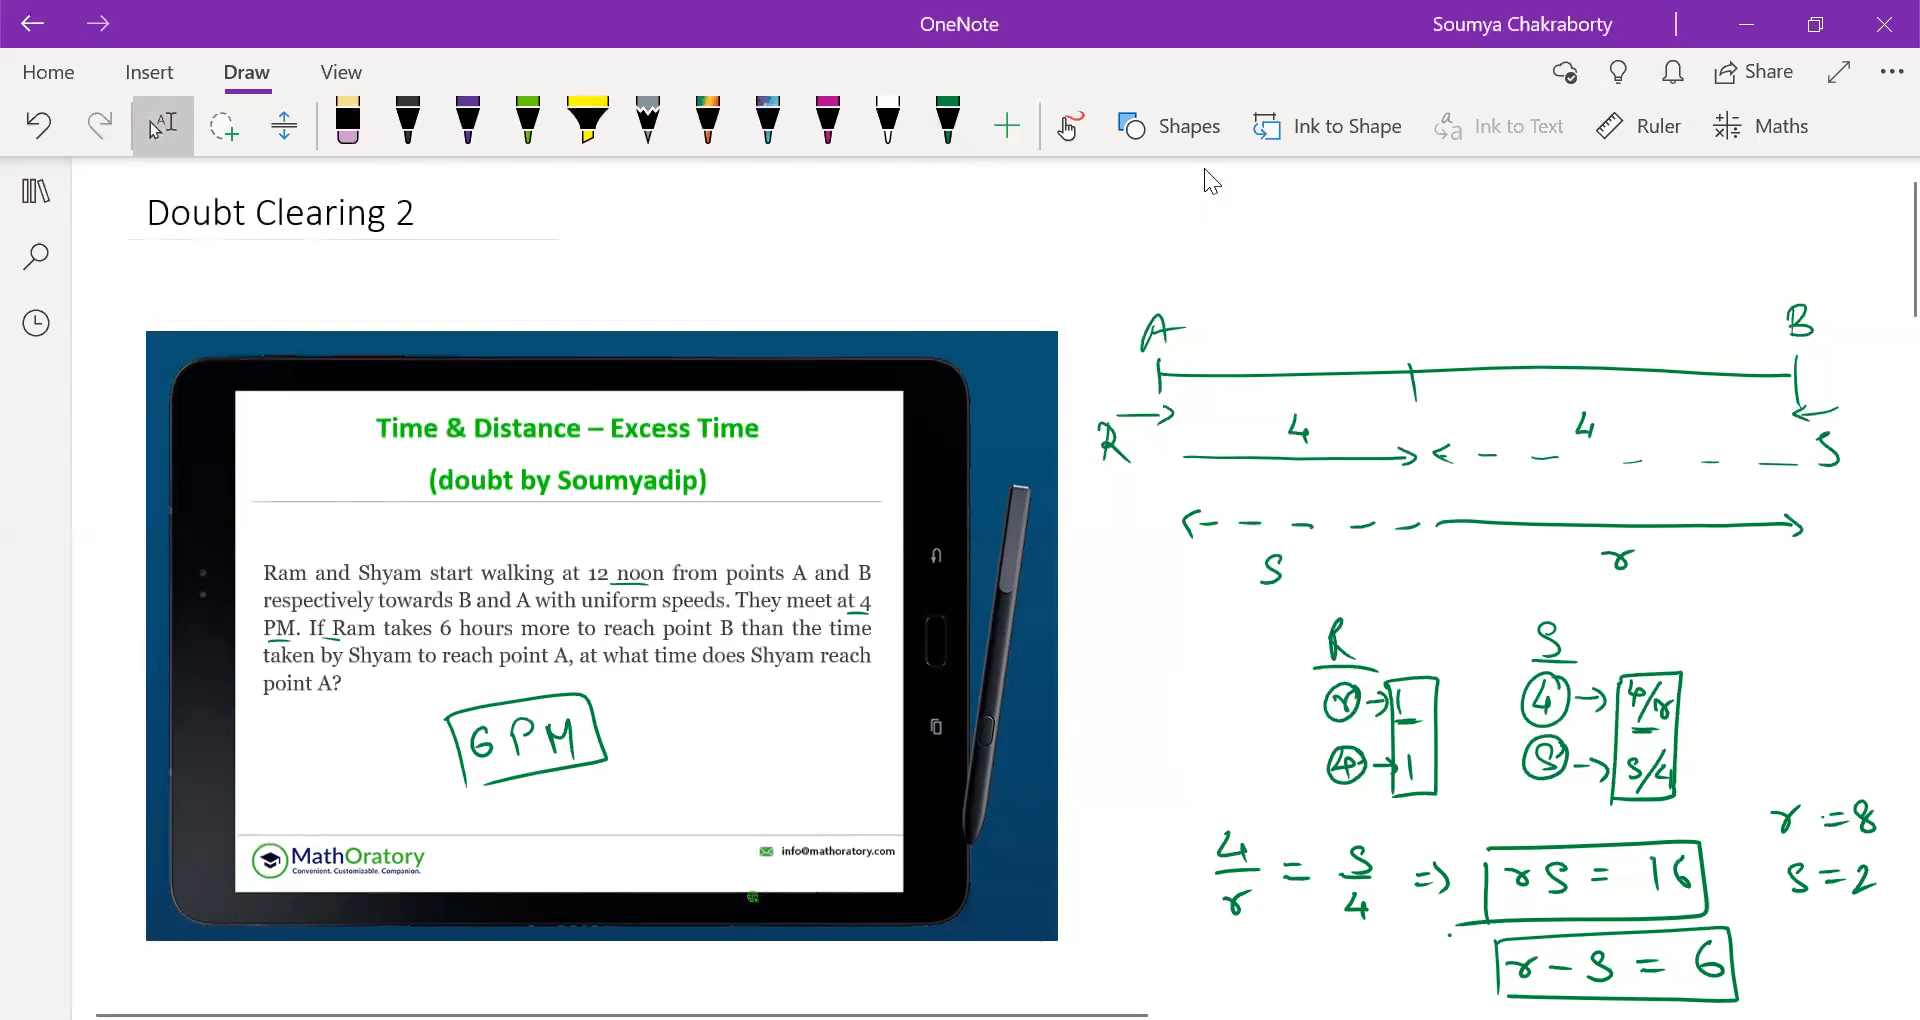 OneNote
Soumya Chakraborty
Home Insert Draw View
Share
Shapes Ink to Shape Ink to Text Ruler Maths
Doubt Clearing 2
Time & Distance – Excess Time
(doubt by Soumyadip)
Ram and Shyam start walking at 12 noon from points A and B
respectively towards B and A with uniform speeds. They meet at 4
PM. If Ram takes 6 hours more to reach point B than the time
taken by Shyam to reach point A, at what time does Shyam reach
point A?
6 PM
MathOratory
Convenient. Customizable. Companion.
info@mathoratory.com
A B
R 4 4 S
s r
R S
r → 1 4 → 4/r
4 → 1 s → s/4
r = 8
4/r = s/4 ⇒ rs = 16
s = 2
r – s = 6